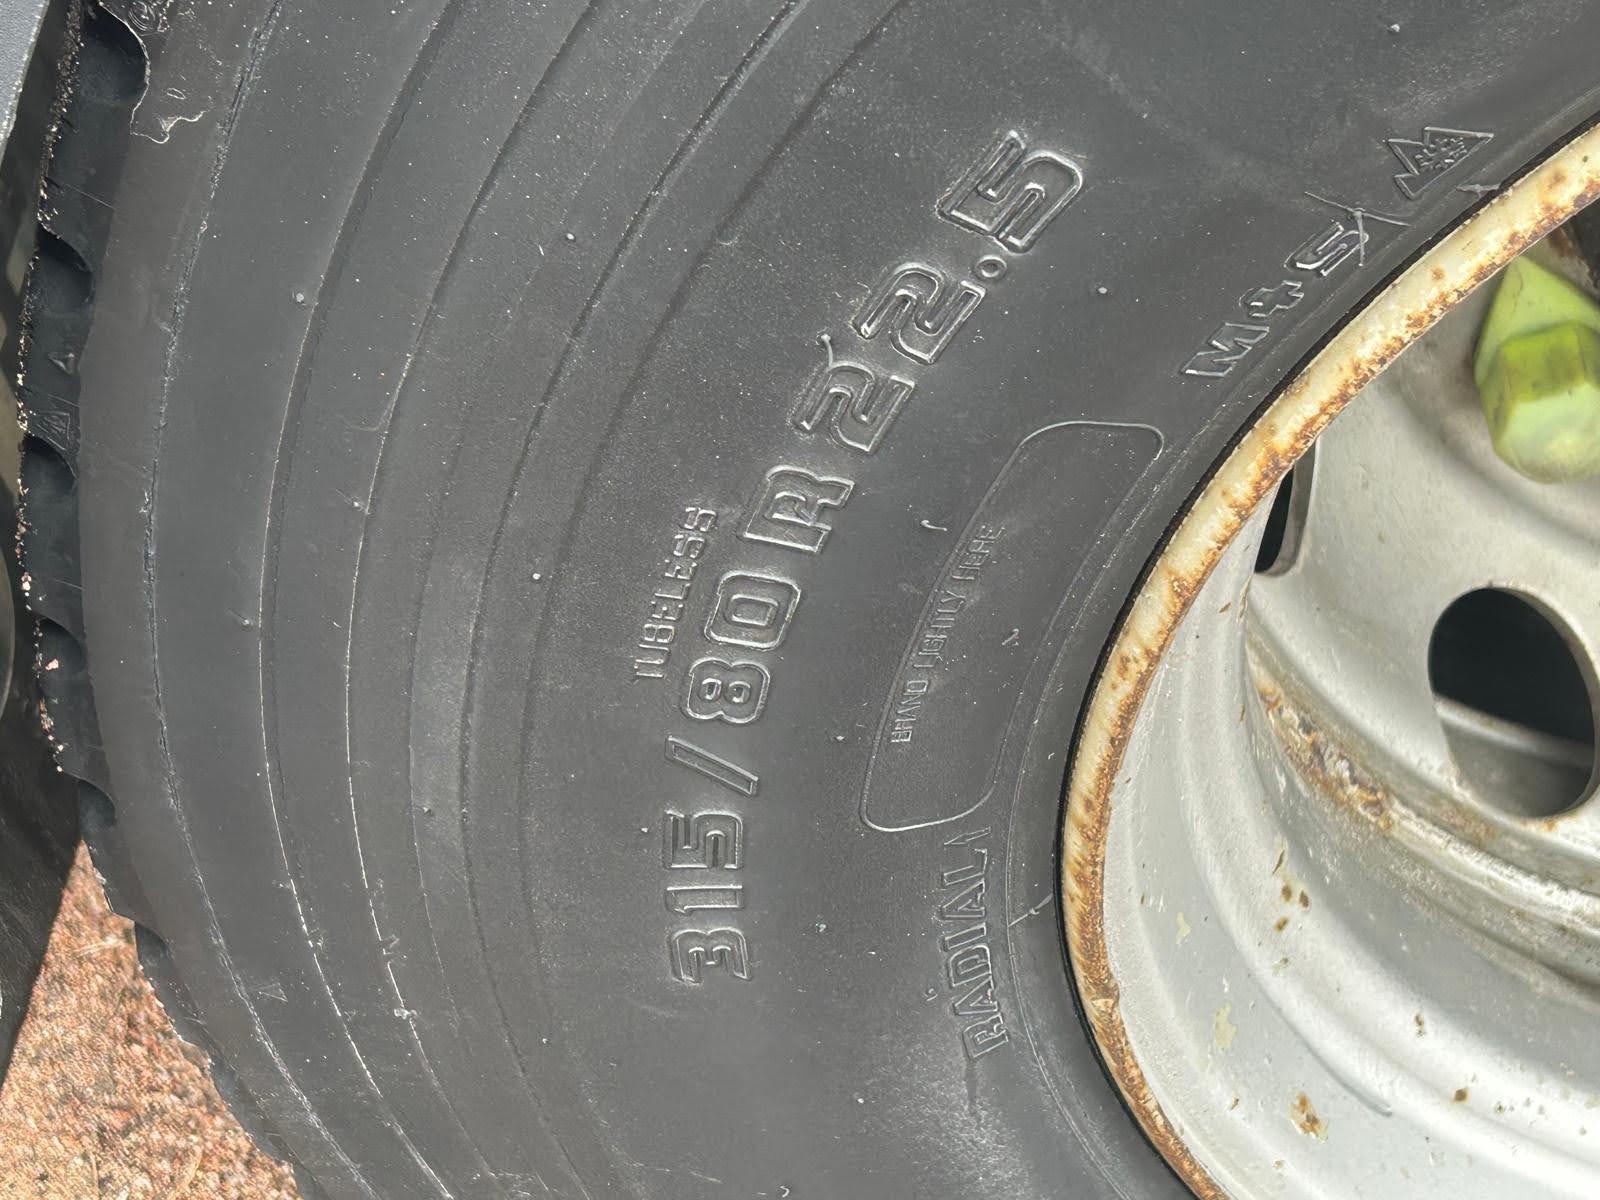 TUBELESS
315/80R22.5
M+S
BRAND LIGHTLY HERE
RADIAL